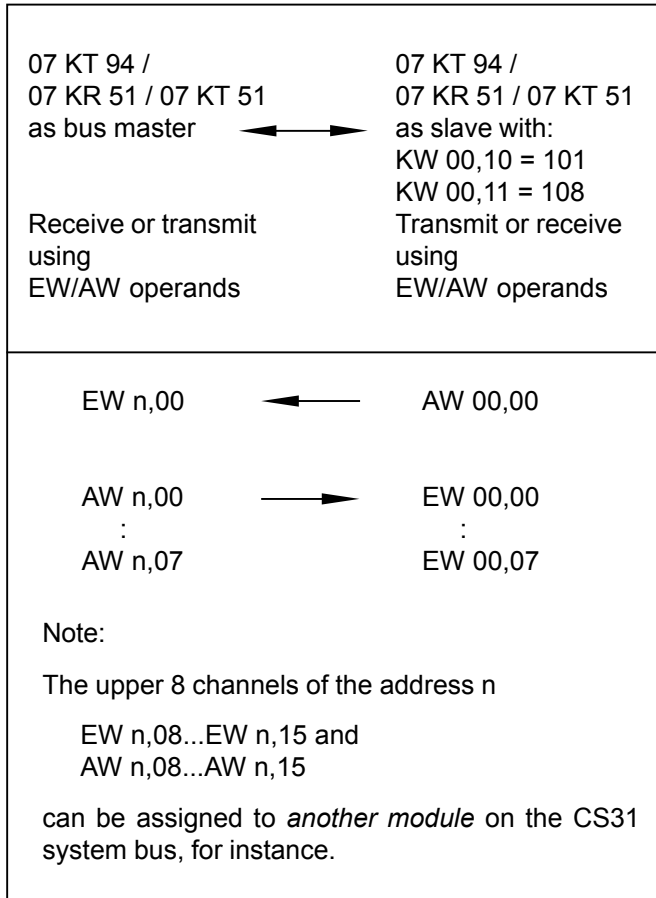 07 KT 94 /
07 KR 51 / 07 KT 51
as bus master
Receive or transmit
using
EW/AW operands
07 KT 94 /
07 KR 51 / 07 KT 51
as slave with:
KW 00,10 = 101
KW 00,11 = 108
Transmit or receive
using
EW/AW operands
EW n,00 AW 00,00
AW n,00 EW 00,00
: :
AW n,07 EW 00,07
Note:
The upper 8 channels of the address n
EW n,08...EW n,15 and
AW n,08...AW n,15
can be assigned to another module on the CS31
system bus, for instance.